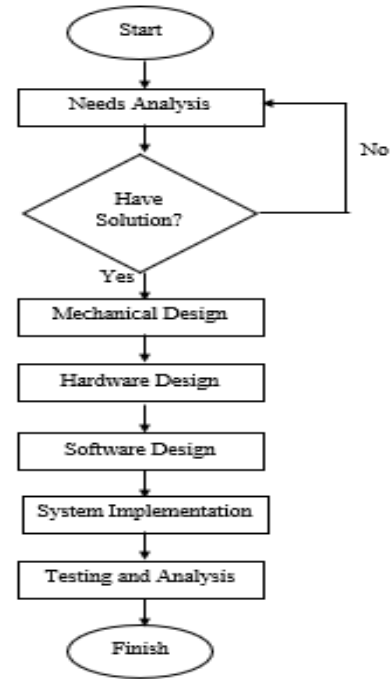 Start
Needs Analysis
No
Have
Solution?
Yes
Mechanical Design
Hardware Design
Software Design
System Implementation
Testing and Analysis
Finish